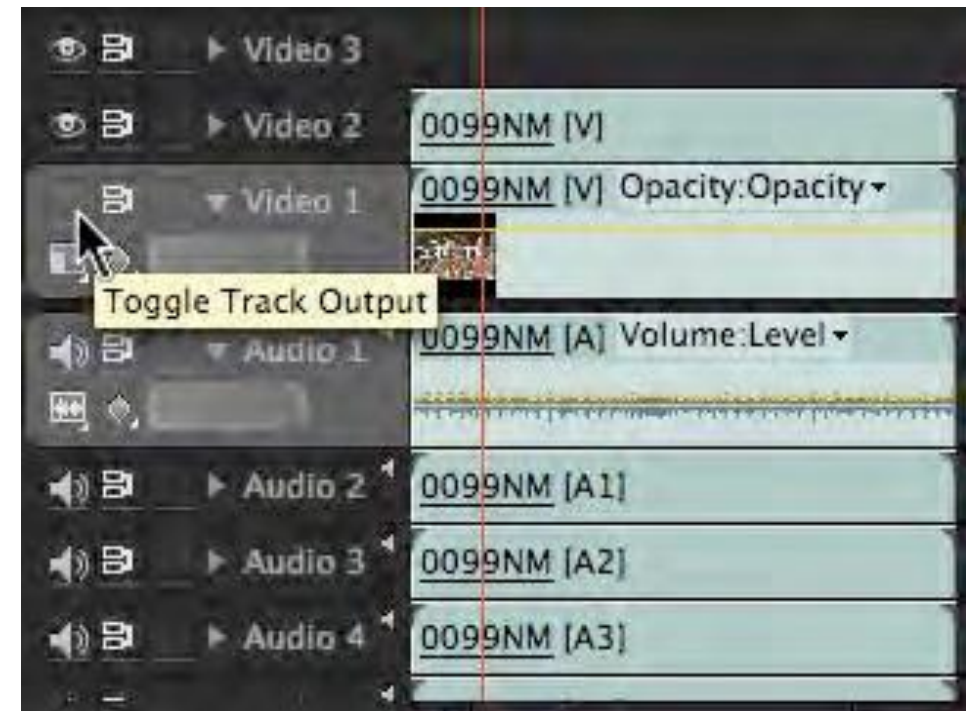 Video 3
Video 2
0099NM [V]
Video 1
0099NM [V] Opacity:Opacity
Toggle Track Output
Audio 1
0099NM [A] Volume:Level
Audio 2
0099NM [A1]
Audio 3
0099NM [A2]
Audio 4
0099NM [A3]